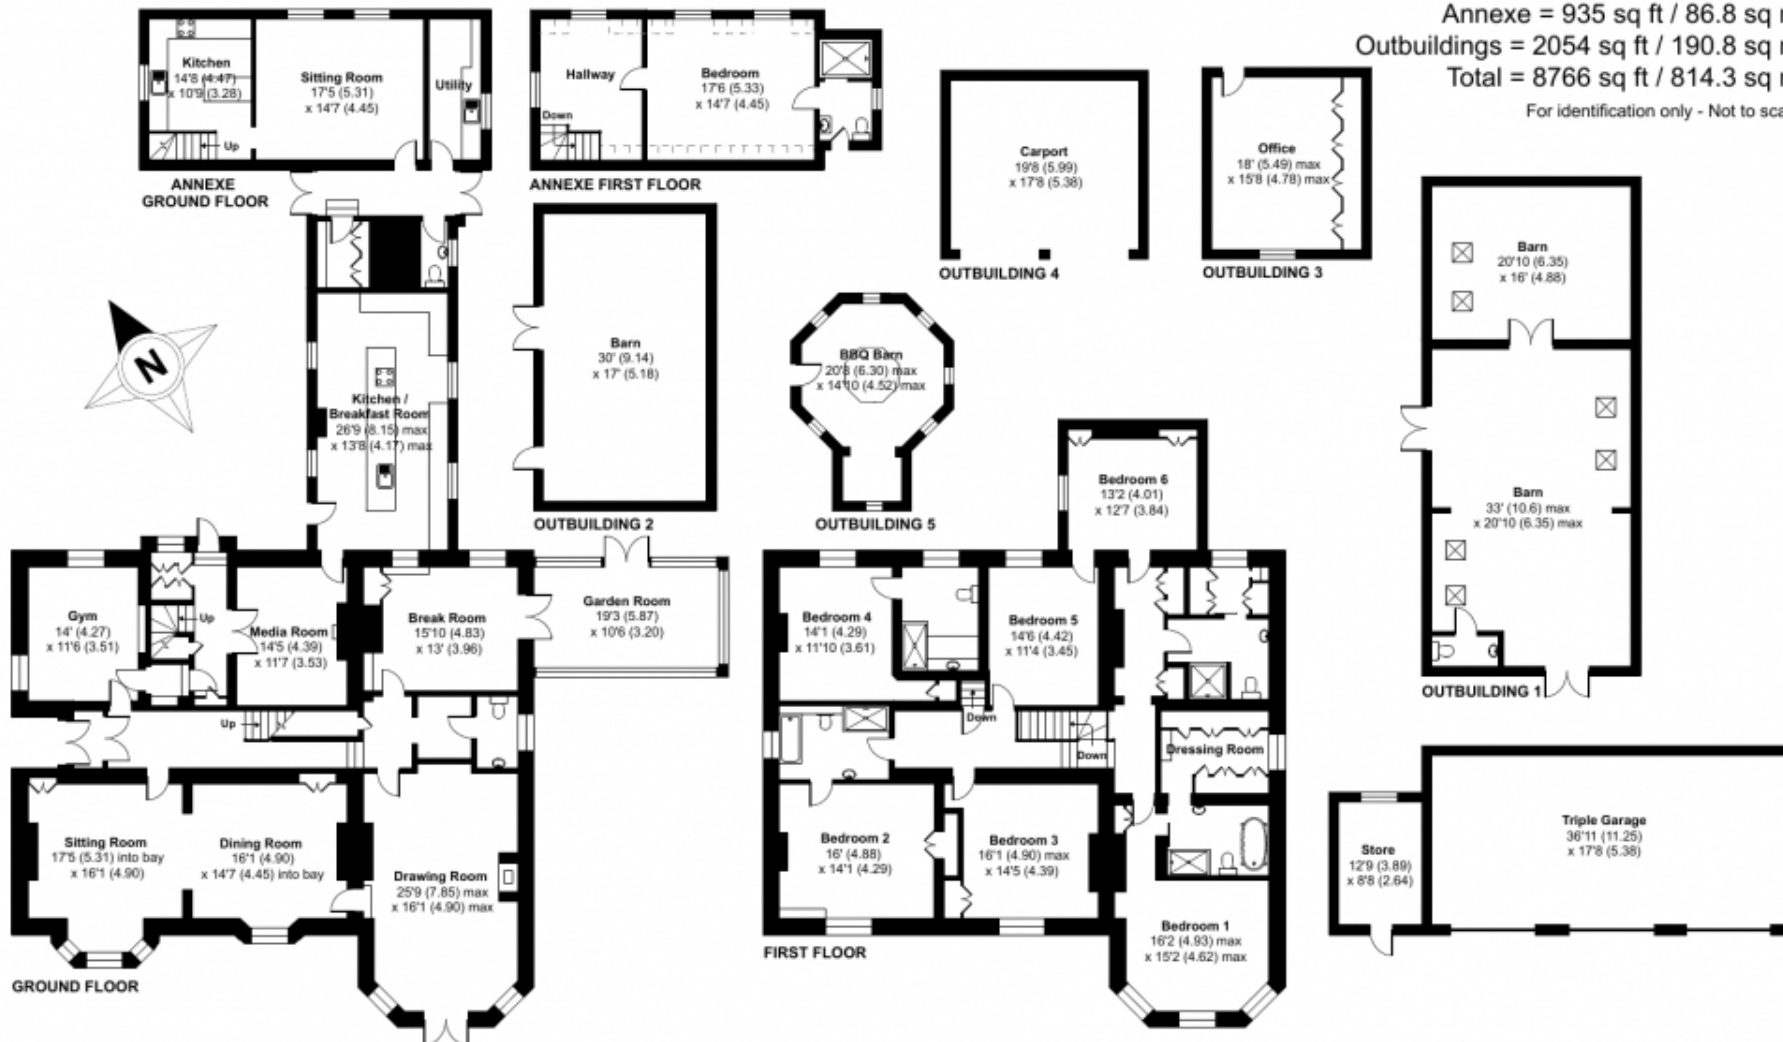 Annexe = 935 sq ft / 86.8 sq
Outbuildings = 2054 sq ft / 190.8 sq
Total = 8766 sq ft / 814.3 sq
For identification only - Not to
Kitchen
14'8 (4.47)
x 10'9 (3.28)
Sitting Room
17'5 (5.31)
x 14'7 (4.45)
Utility
Up
ANNEXE
GROUND FLOOR
Hallway
Down
Bedroom
17'6 (5.33)
x 14'7 (4.45)
ANNEXE FIRST FLOOR
Carport
19'8 (5.99)
x 17'8 (5.38)
OUTBUILDING 4
Office
18' (5.49) max
x 15'8 (4.78) max
OUTBUILDING 3
Barn
20'10 (6.35)
x 16' (4.88)
Barn
33' (10.6) max
x 20'10 (6.35) max
OUTBUILDING 1
N
Barn
30' (9.14)
x 17' (5.18)
OUTBUILDING 2
BBQ Barn
20'8 (6.30) max
x 14'10 (4.52) max
OUTBUILDING 5
Kitchen /
Breakfast Room
26'9 (8.15) max
x 13'8 (4.17) max
Gym
14' (4.27)
x 11'6 (3.51)
Up
Media Room
14'5 (4.39)
x 11'7 (3.53)
Break Room
15'10 (4.83)
x 13' (3.96)
Garden Room
19'3 (5.87)
x 10'6 (3.20)
Up
Sitting Room
17'5 (5.31) into bay
x 16'1 (4.90)
Dining Room
16'1 (4.90)
x 14'7 (4.45) into bay
Drawing Room
25'9 (7.85) max
x 16'1 (4.90) max
GROUND FLOOR
Bedroom 6
13'2 (4.01)
x 12'7 (3.84)
Bedroom 4
14'1 (4.29)
x 11'10 (3.61)
Bedroom 5
14'6 (4.42)
x 11'4 (3.45)
Down
Down
Dressing Room
Bedroom 2
16' (4.88)
x 14'1 (4.29)
Bedroom 3
16'1 (4.90) max
x 14'5 (4.39)
Bedroom 1
16'2 (4.93) max
x 15'2 (4.62) max
FIRST FLOOR
Store
12'9 (3.89)
x 8'8 (2.64)
Triple Garage
36'11 (11.25)
x 17'8 (5.38)